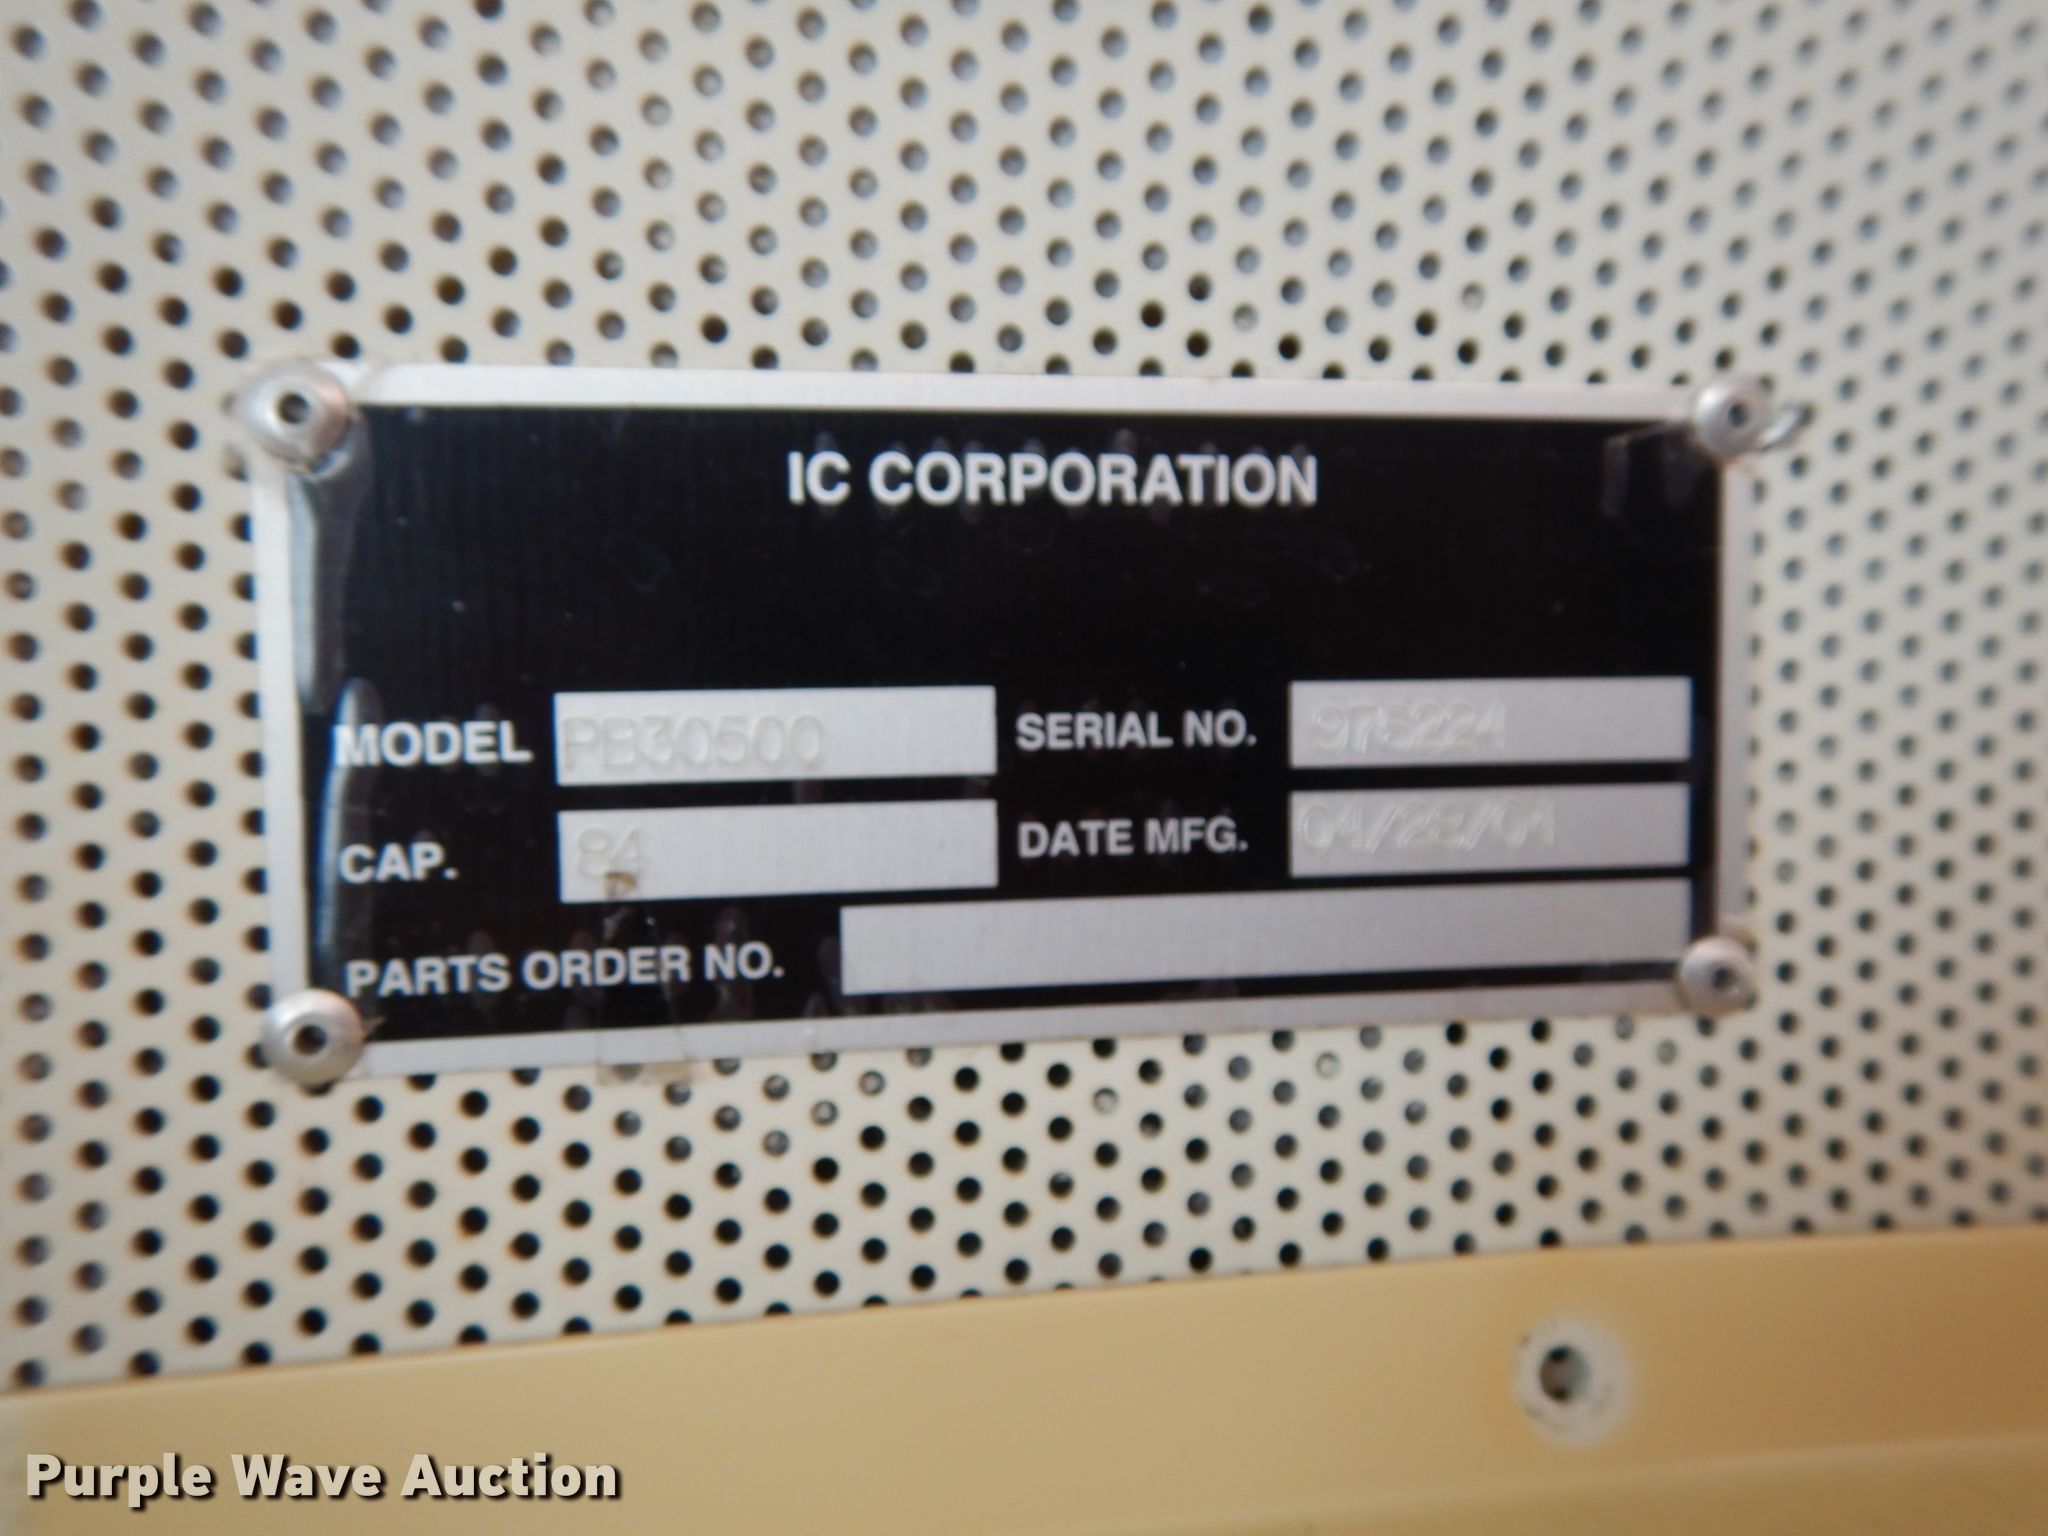 IC CORPORATION
MODEL PB30500 SERIAL NO. 976224
CAP. 84 DATE MFG. 04/28/04
PARTS ORDER NO.
Purple Wave Auction